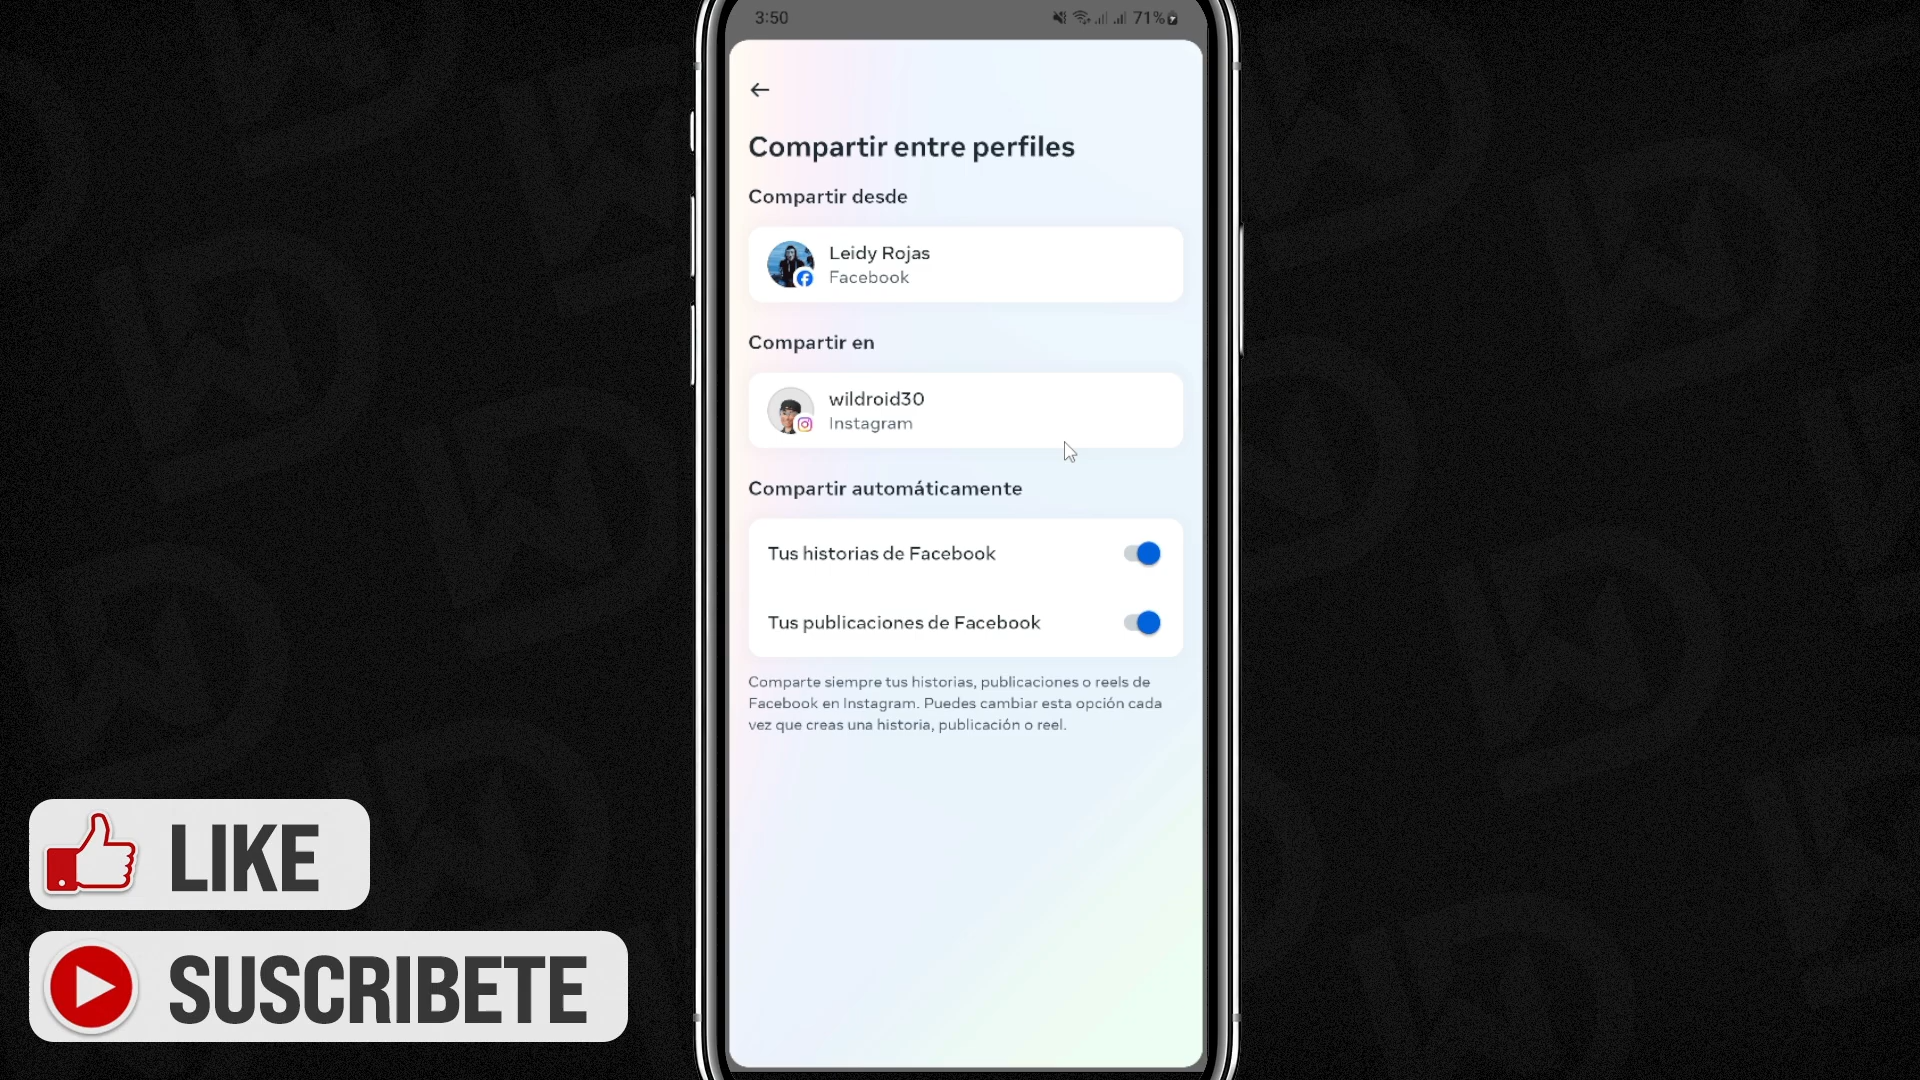 3:50
71%
Compartir entre perfiles
Compartir desde
Leidy Rojas
Facebook
Compartir en
wildroid30
Instagram
Compartir automáticamente
Tus historias de Facebook
Tus publicaciones de Facebook
Comparte siempre tus historias, publicaciones o reels de
Facebook en Instagram. Puedes cambiar esta opción cada
vez que creas una historia, publicación o reel.
LIKE
SUSCRIBETE